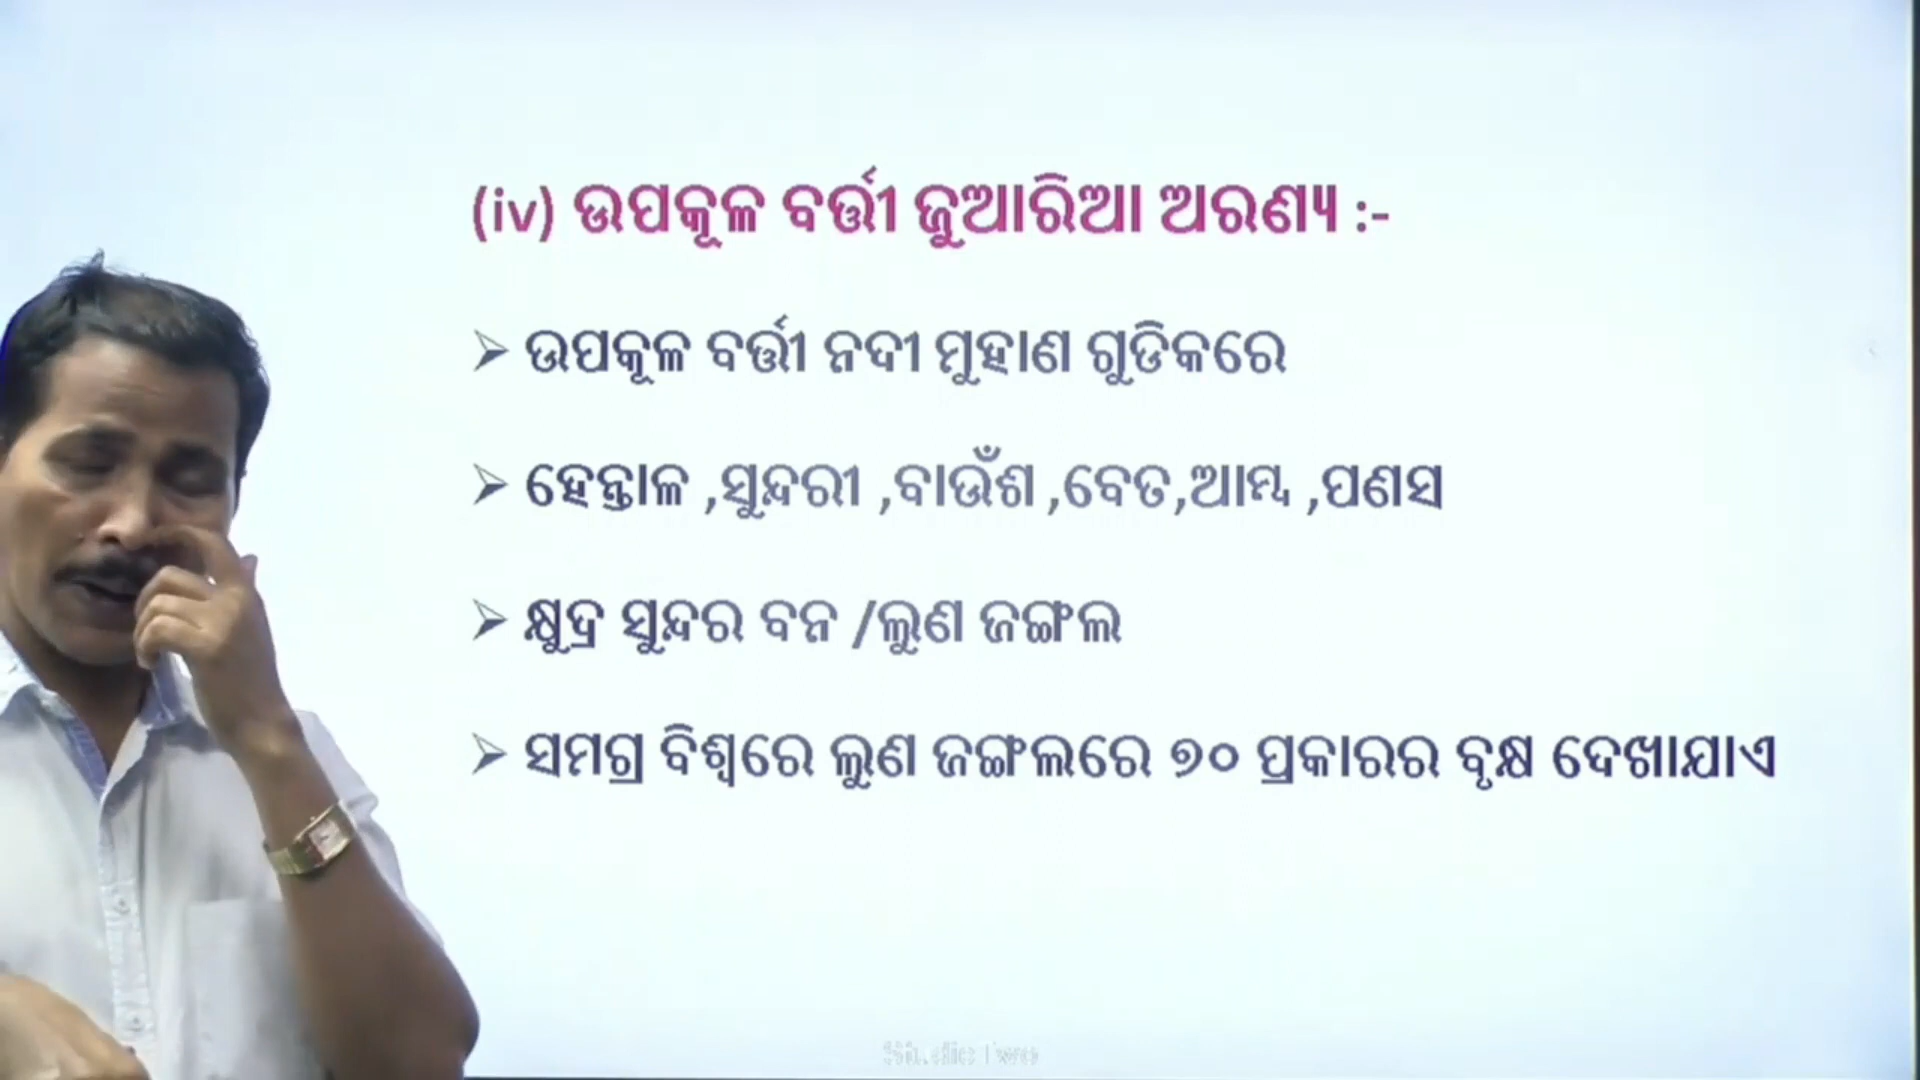 (iv) ଉପକୂଳ ବର୍ତ୍ତୀ ଜୁଆରିଆ ଅରଣ୍ୟ :-
➢ ଉପକୂଳ ବର୍ତ୍ତୀ ନଦୀ ମୁହାଣ ଗୁଡିକରେ
➢ ହେନ୍ତାଳ ,ସୁନ୍ଦରୀ ,ବାଉଁଶ ,ବେତ,ଆମ୍ଵ ,ପଣସ
➢ କ୍ଷୁଦ୍ର ସୁନ୍ଦର ବନ /ଲୁଣ ଜଙ୍ଗଲ
➢ ସମଗ୍ର ବିଶ୍ୱରେ ଲୁଣ ଜଙ୍ଗଲରେ ୭୦ ପ୍ରକାରର ବୃକ୍ଷ ଦେଖାଯାଏ